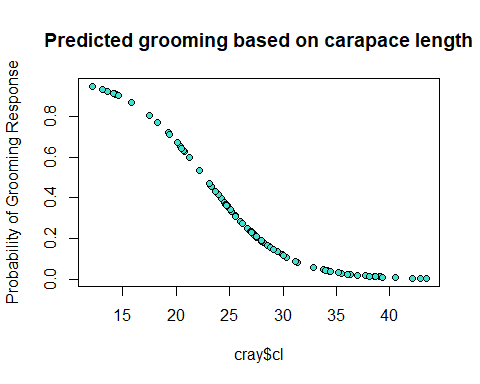 Predicted grooming based on carapace length
Probability of Grooming Response
0.8
0.6
0.4
0.2
0.0
15 20 25 30 35 40
cray$cl